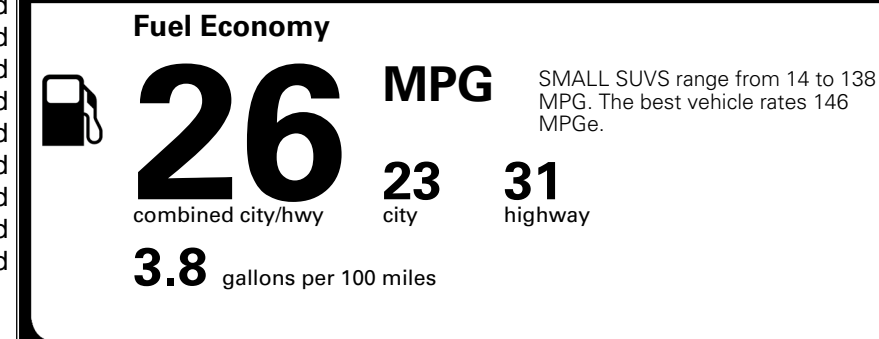 Fuel Economy
26
MPG
SMALL SUVS range from 14 to 138
MPG. The best vehicle rates 146
MPGe.
23
31
combined city/hwy
city
highway
3.8 gallons per 100 miles
d
d
d
d
d
d
d
d
d